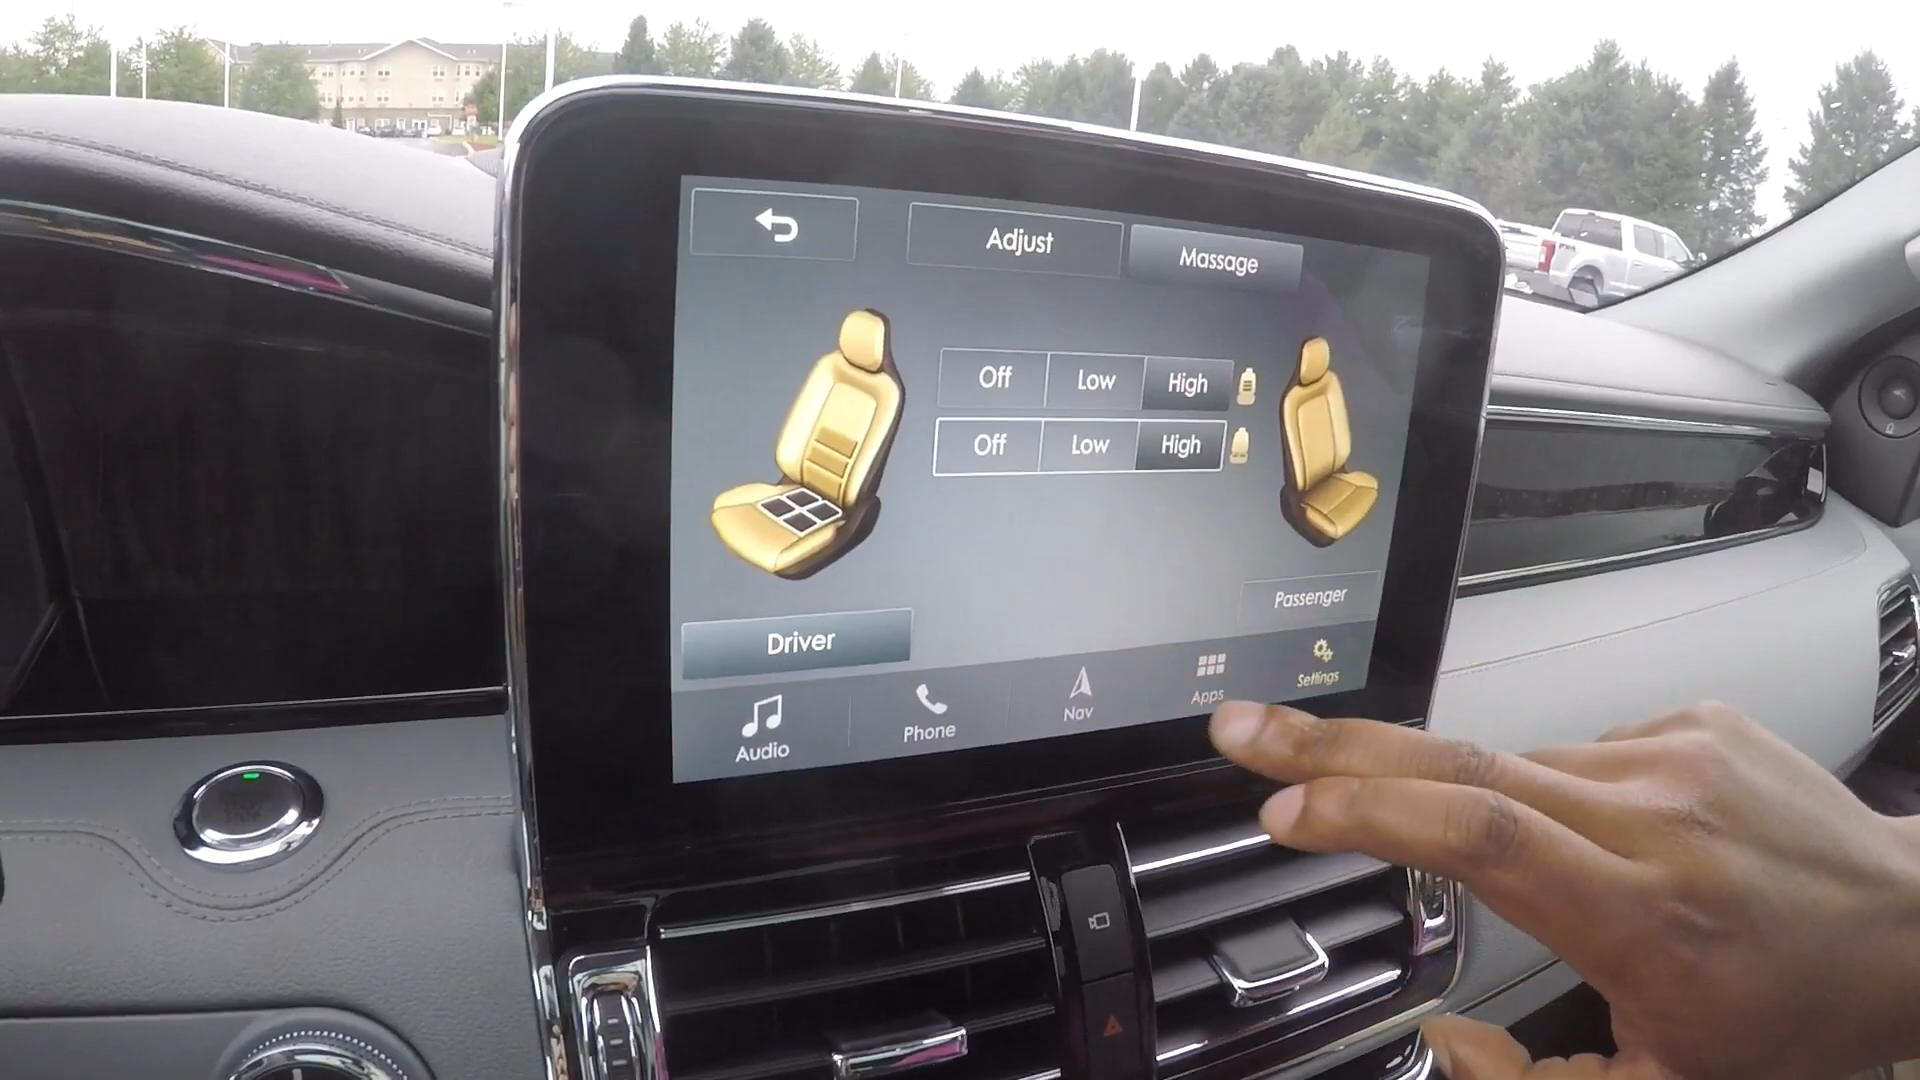 Adjust
Massage
Off Low High
Off Low High
Driver
Passenger
Audio
Phone
Nav
Apps
Settings